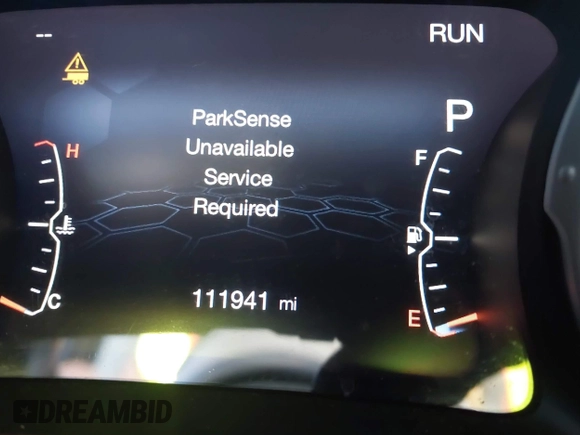 --
RUN
P
ParkSense
Unavailable
Service
Required
H
F
C
E
111941 mi
DREAMBID